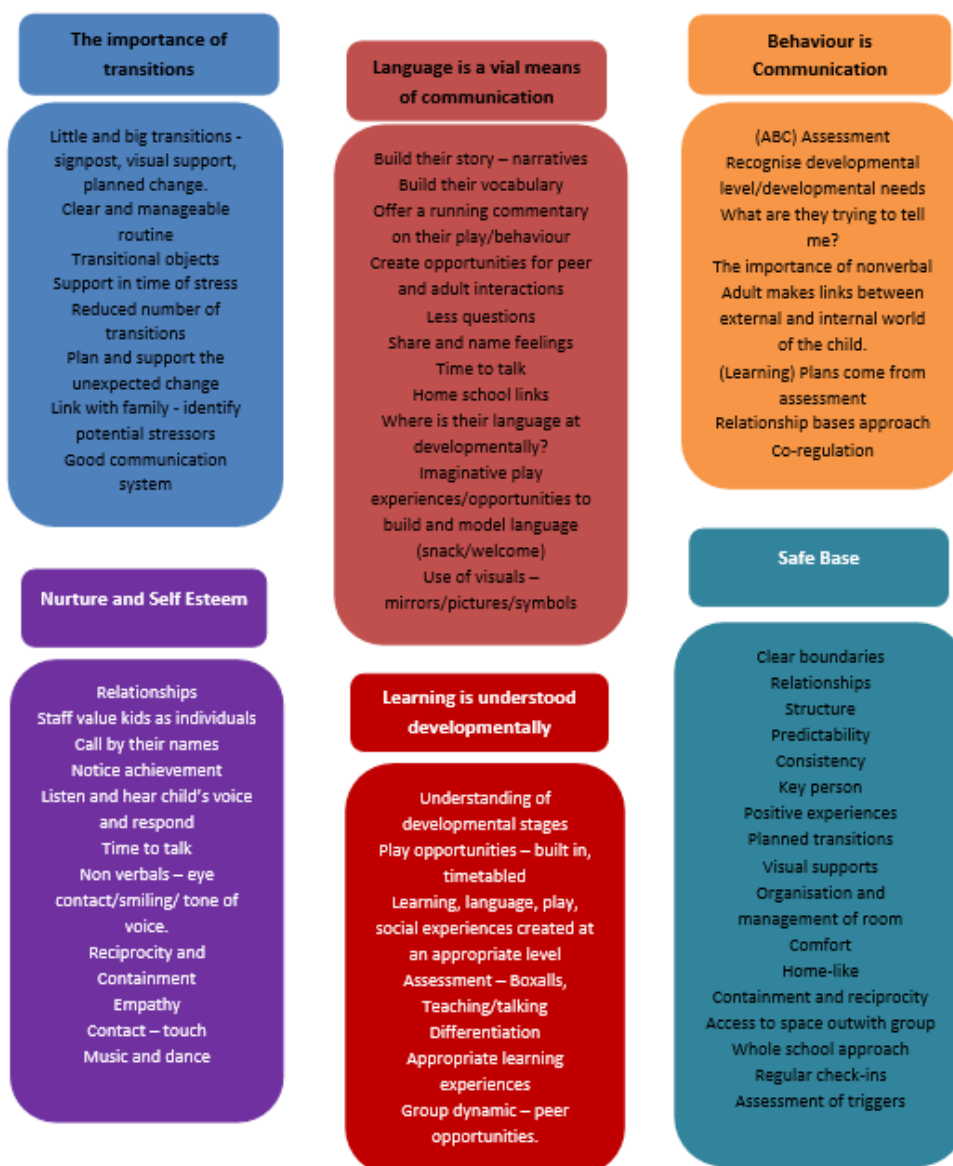 The importance of
transitions
Little and big transitions -
signpost, visual support,
planned change.
Clear and manageable
routine
Transitional objects
Support in time of stress
Reduced number of
transitions
Plan and support the
unexpected change
Link with family - identify
potential stressors
Good communication
system
Language is a vial means
of communication
Build their story – narratives
Build their vocabulary
Offer a running commentary
on their play/behaviour
Create opportunities for peer
and adult interactions
Less questions
Share and name feelings
Time to talk
Home school links
Where is their language at
developmentally?
Imaginative play
experiences/opportunities to
build and model language
(snack/welcome)
Use of visuals –
mirrors/pictures/symbols
Behaviour is
Communication
(ABC) Assessment
Recognise developmental
level/developmental needs
What are they trying to tell
me?
The importance of nonverbal
Adult makes links between
external and internal world
of the child.
(Learning) Plans come from
assessment
Relationship bases approach
Co-regulation
Nurture and Self Esteem
Relationships
Staff value kids as individuals
Call by their names
Notice achievement
Listen and hear child's voice
and respond
Time to talk
Non verbals – eye
contact/smiling/ tone of
voice.
Reciprocity and
Containment
Empathy
Contact – touch
Music and dance
Learning is understood
developmentally
Understanding of
developmental stages
Play opportunities – built in,
timetabled
Learning, language, play,
social experiences created at
an appropriate level
Assessment – Boxalls,
Teaching/talking
Differentiation
Appropriate learning
experiences
Group dynamic – peer
opportunities.
Safe Base
Clear boundaries
Relationships
Structure
Predictability
Consistency
Key person
Positive experiences
Planned transitions
Visual supports
Organisation and
management of room
Comfort
Home-like
Containment and reciprocity
Access to space outwith group
Whole school approach
Regular check-ins
Assessment of triggers